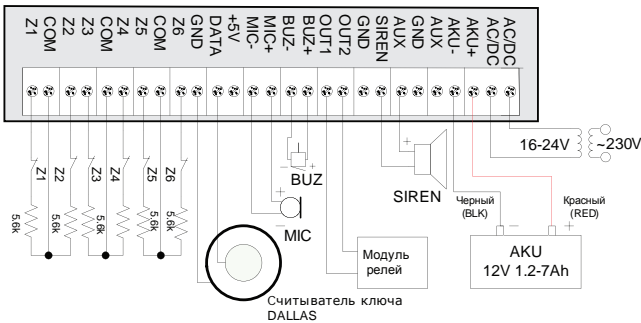 Z1 COM Z2 Z3 COM Z4 Z5 COM Z6 GND DATA +5V MIC- MIC+ BUZ- BUZ+ OUT1 OUT2 GND SIREN AUX GND AUX AKU- AKU+ AC/DC AC/DC
16-24V ~230V
Z1 Z2 Z3 Z4 Z5 Z6
5.6k 5.6k 5.6k 5.6k 5.6k 5.6k
- +
BUZ
+
SIREN
+
-
MIC
Черный
(BLK)
Красный
(RED)
- +
AKU
12V 1.2-7Ah
Модуль
релей
Считыватель ключа
DALLAS